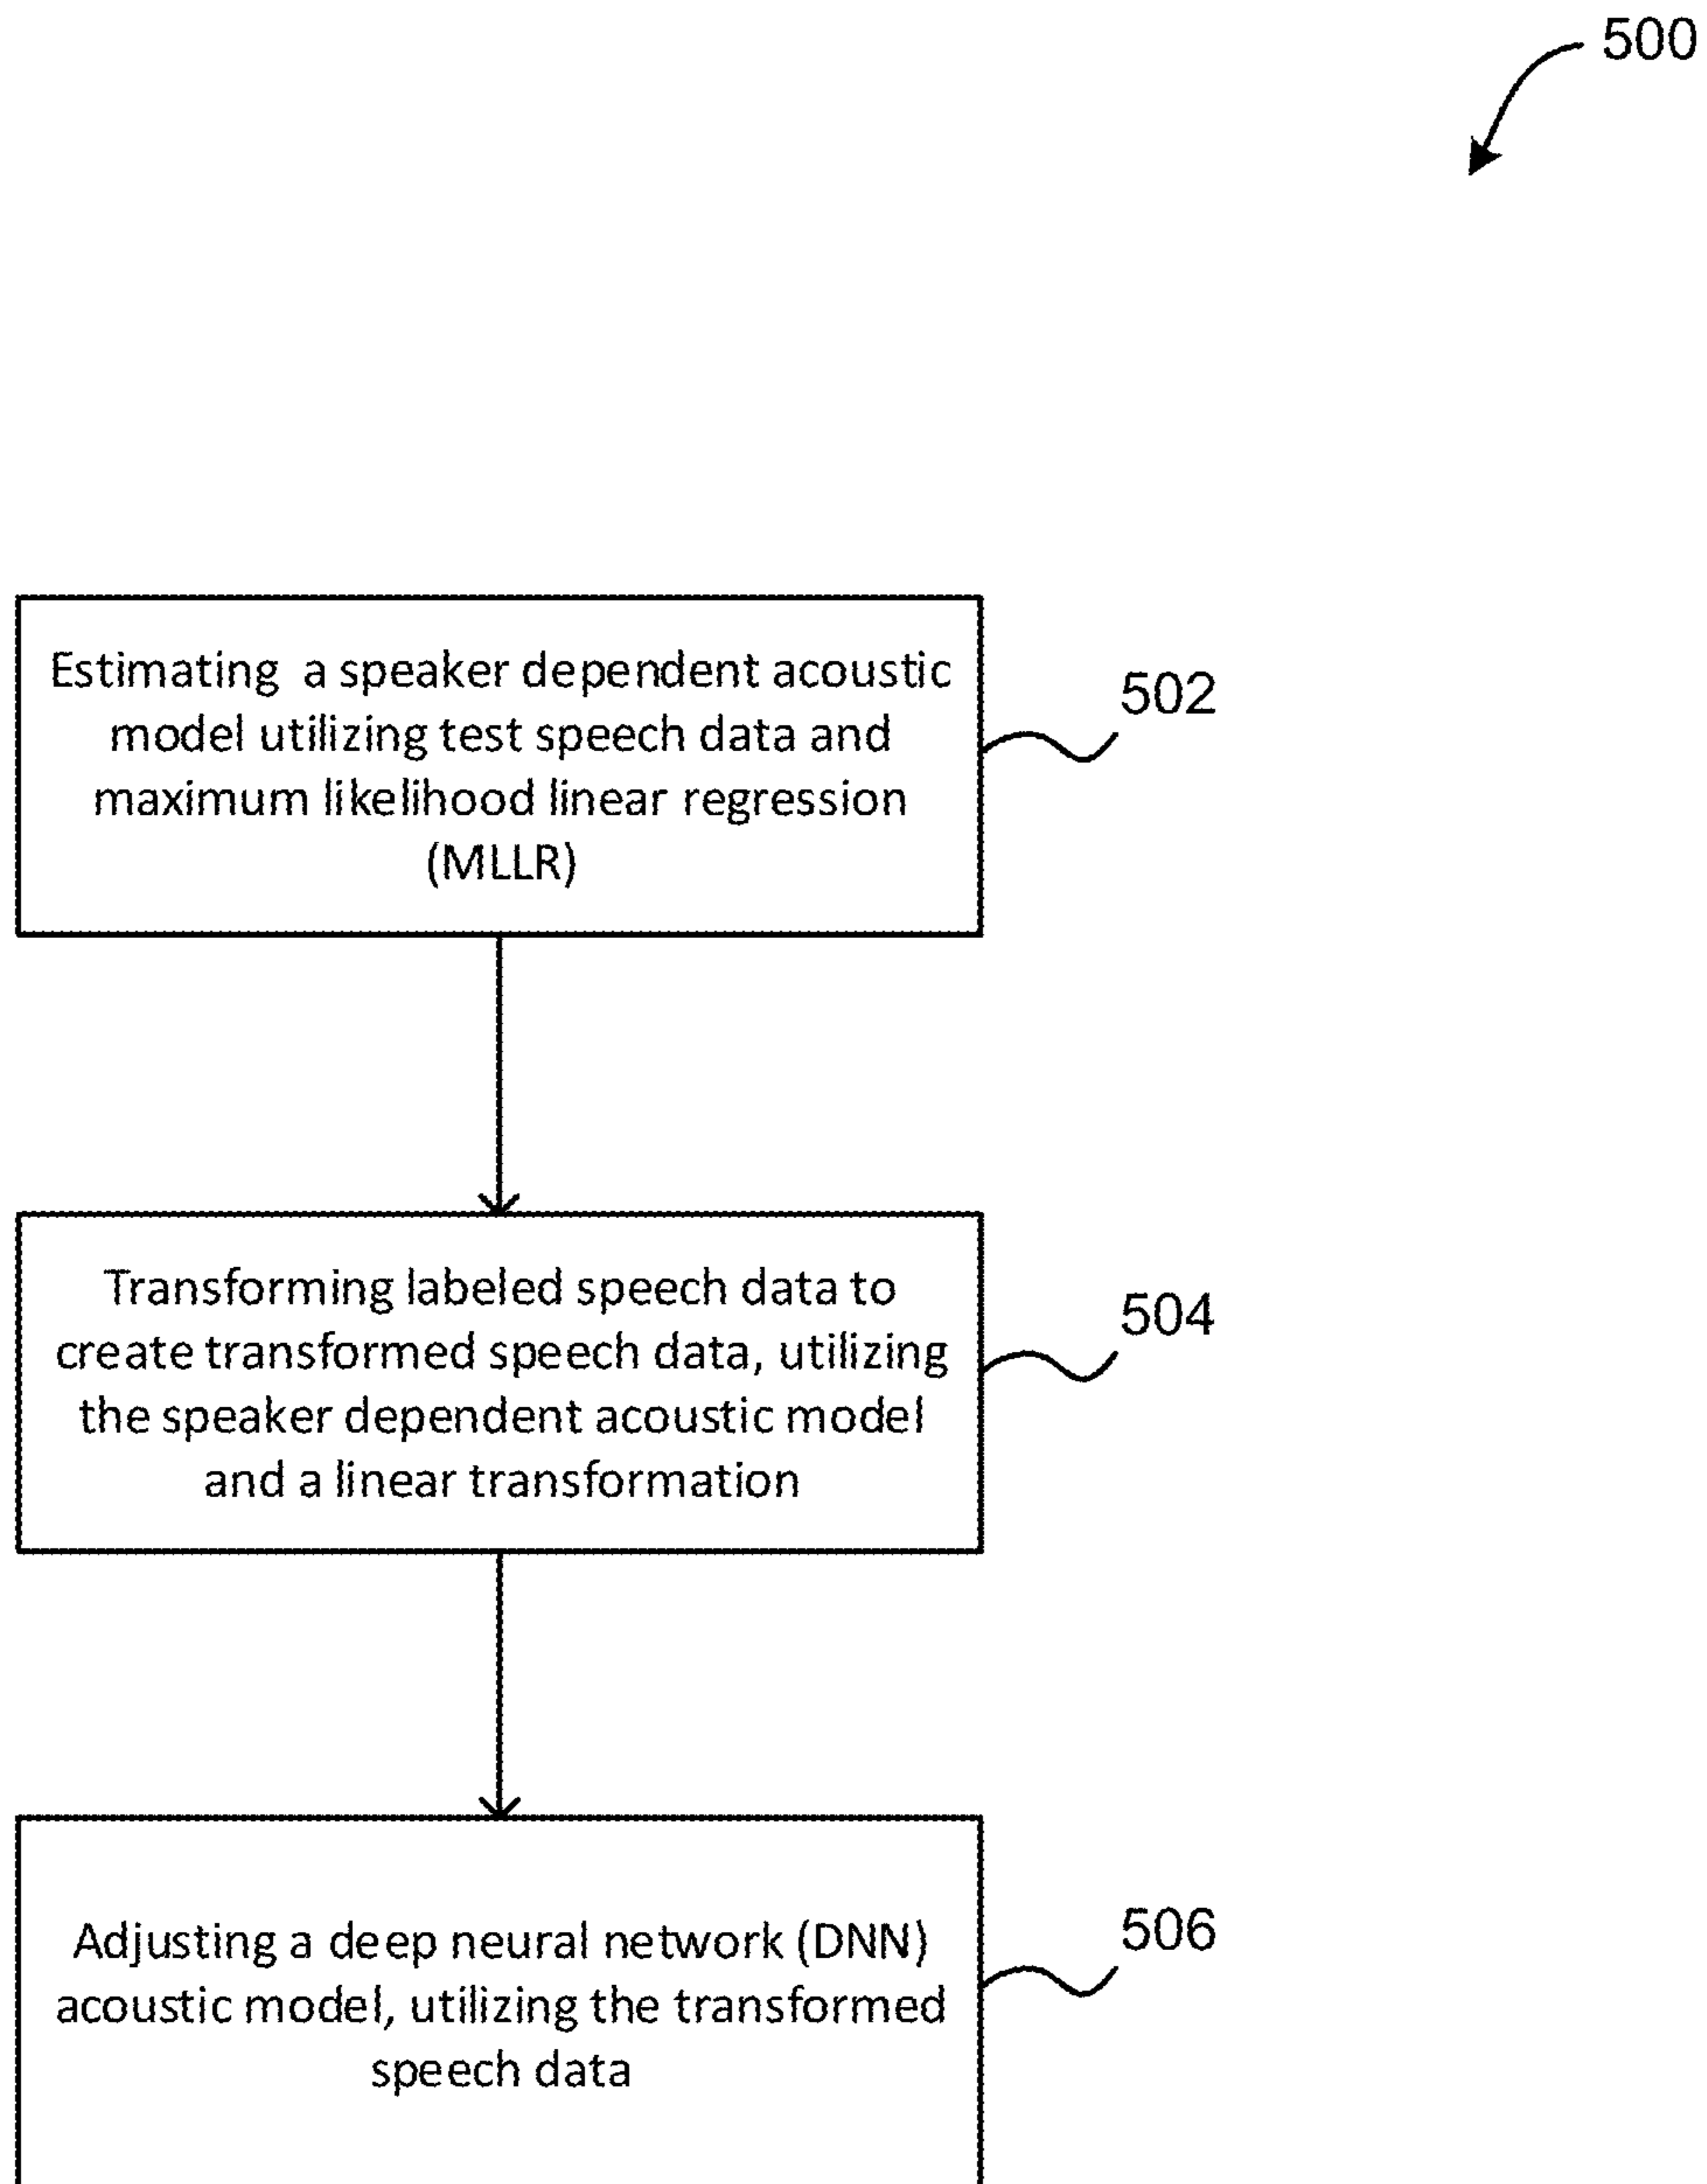 500
Estimating a speaker dependent acoustic
model utilizing test speech data and
maximum likelihood linear regression
(MLLR)
502
Transforming labeled speech data to
create transformed speech data, utilizing
the speaker dependent acoustic model
and a linear transformation
504
Adjusting a deep neural network (DNN)
acoustic model, utilizing the transformed
speech data
506